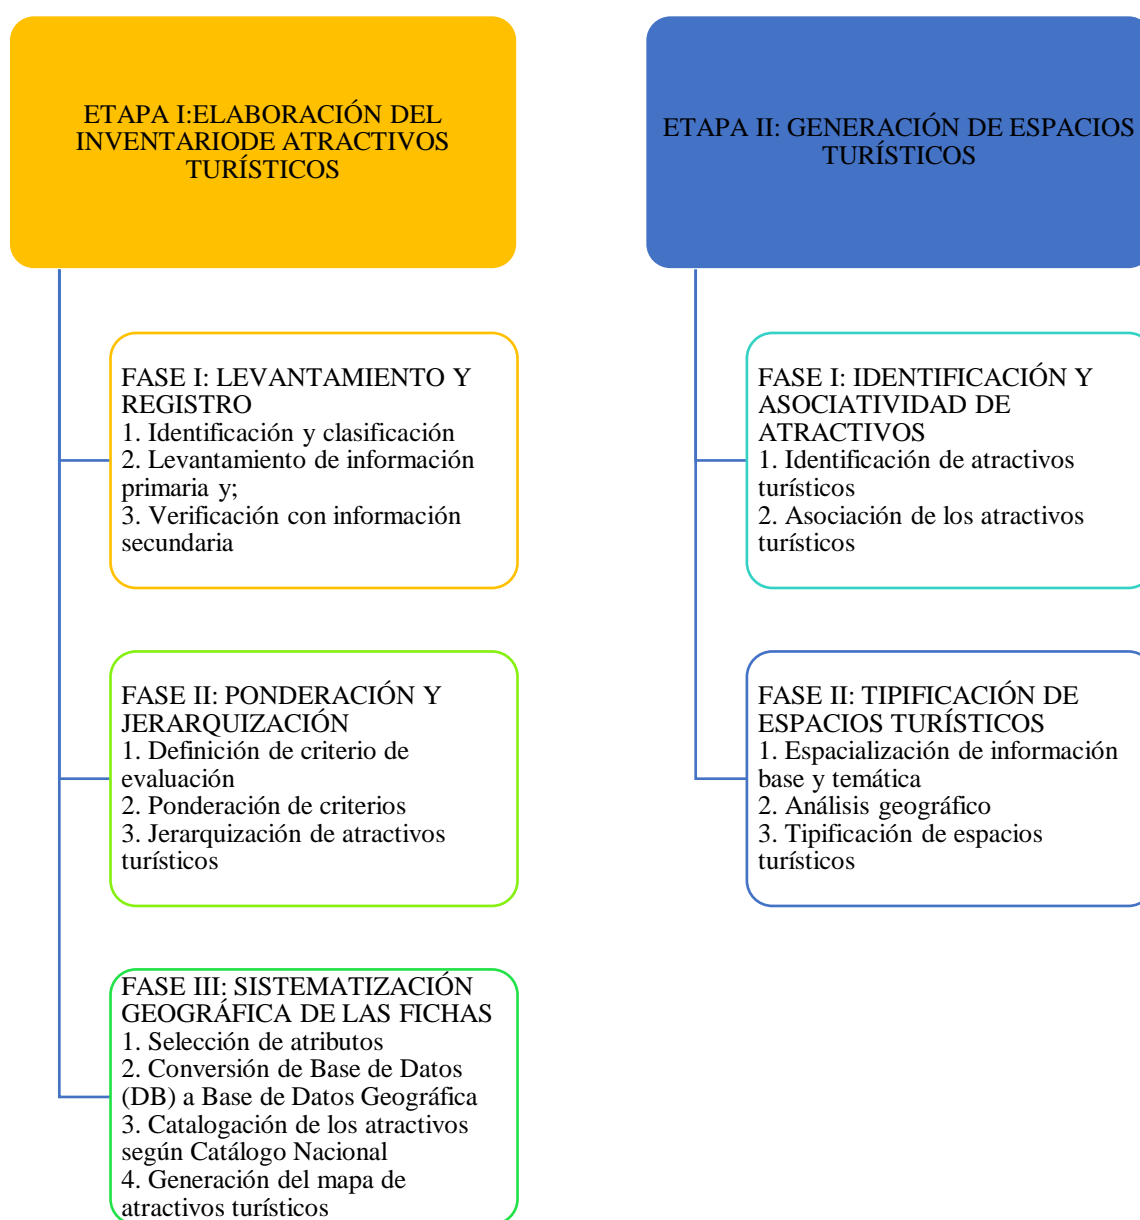 ETAPA I:ELABORACIÓN DEL
INVENTARIODE ATRACTIVOS
TURÍSTICOS
FASE I: LEVANTAMIENTO Y
REGISTRO
1. Identificación y clasificación
2. Levantamiento de información
primaria y;
3. Verificación con información
secundaria
FASE II: PONDERACIÓN Y
JERARQUIZACIÓN
1. Definición de criterio de
evaluación
2. Ponderación de criterios
3. Jerarquización de atractivos
turísticos
FASE III: SISTEMATIZACIÓN
GEOGRÁFICA DE LAS FICHAS
1. Selección de atributos
2. Conversión de Base de Datos
(DB) a Base de Datos Geográfica
3. Catalogación de los atractivos
según Catálogo Nacional
4. Generación del mapa de
atractivos turísticos
ETAPA II: GENERACIÓN DE ESPACIOS
TURÍSTICOS
FASE I: IDENTIFICACIÓN Y
ASOCIATIVIDAD DE
ATRACTIVOS
1. Identificación de atractivos
turísticos
2. Asociación de los atractivos
turísticos
FASE II: TIPIFICACIÓN DE
ESPACIOS TURÍSTICOS
1. Espacialización de información
base y temática
2. Análisis geográfico
3. Tipificación de espacios
turísticos